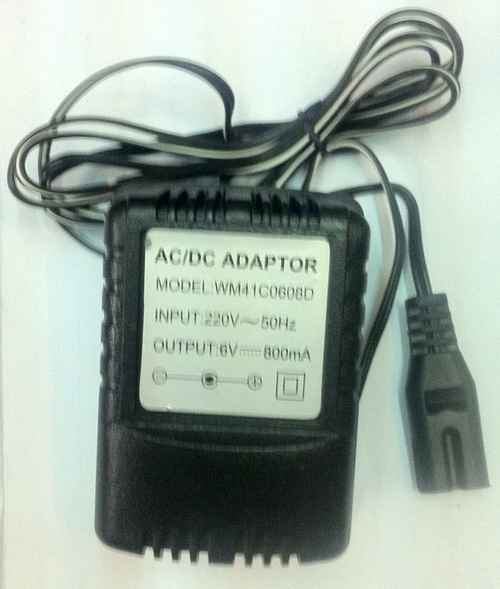 AC/DC ADAPTOR
MODEL:WM41C0608D
INPUT:220V~50Hz
OUTPUT:6V⎓800mA